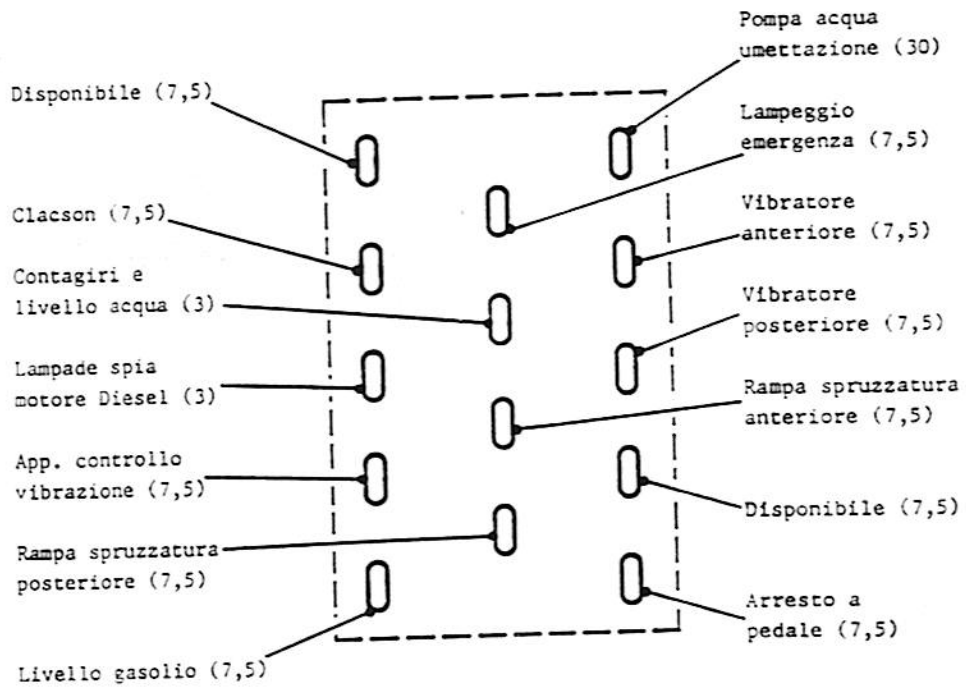 Disponibile (7,5)
Clacson (7,5)
Contagiri e
livello acqua (3)
Lampade spia
motore Diesel (3)
App. controllo
vibrazione (7,5)
Rampa spruzzatura
posteriore (7,5)
Livello gasolio (7,5)
Pompa acqua
umettazione (30)
Lampeggio
emergenza (7,5)
Vibratore
anteriore (7,5)
Vibratore
posteriore (7,5)
Rampa spruzzatura
anteriore (7,5)
Disponibile (7,5)
Arresto a
pedale (7,5)